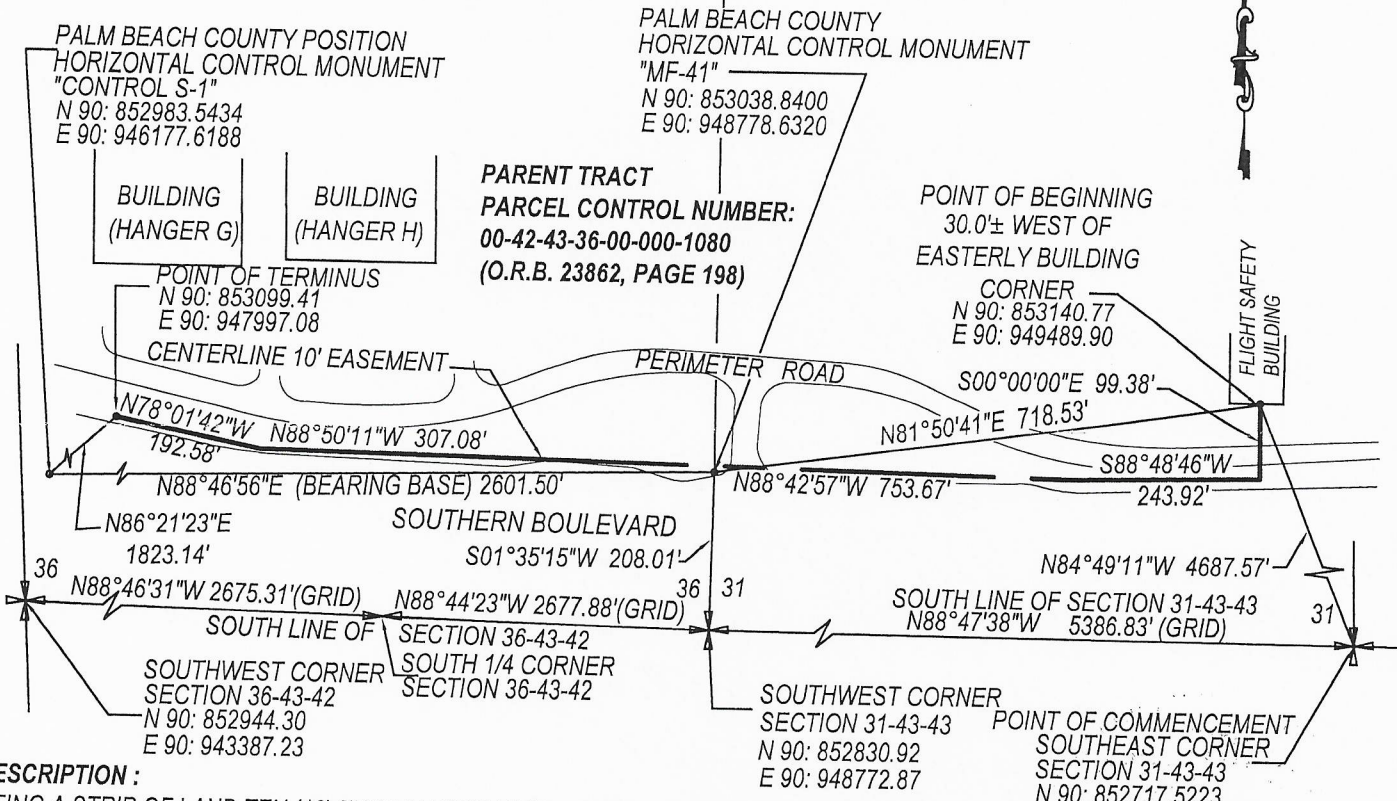 PALM BEACH COUNTY POSITION
HORIZONTAL CONTROL MONUMENT
"CONTROL S-1"
N 90: 852983.5434
E 90: 946177.6188
PALM BEACH COUNTY
HORIZONTAL CONTROL MONUMENT
"MF-41"
N 90: 853038.8400
E 90: 948778.6320
BUILDING
(HANGER G)
BUILDING
(HANGER H)
PARENT TRACT
PARCEL CONTROL NUMBER:
00-42-43-36-00-000-1080
(O.R.B. 23862, PAGE 198)
POINT OF BEGINNING
30.0'± WEST OF
EASTERLY BUILDING
CORNER
N 90: 853140.77
E 90: 949489.90
FLIGHT SAFETY
BUILDING
POINT OF TERMINUS
N 90: 853099.41
E 90: 947997.08
CENTERLINE 10' EASEMENT
PERIMETER ROAD
S00°00'00"E 99.38'
N81°50'41"E 718.53'
N78°01'42"W
192.58'
N88°50'11"W 307.08'
S88°48'46"W
243.92'
N88°46'56"E (BEARING BASE) 2601.50'
N88°42'57"W 753.67'
N86°21'23"E
1823.14'
SOUTHERN BOULEVARD
S01°35'15"W 208.01'
N84°49'11"W 4687.57'
36
36
31
31
N88°46'31"W 2675.31'(GRID)
N88°44'23"W 2677.88'(GRID)
SOUTH LINE OF SECTION 31-43-43
N88°47'38"W 5386.83' (GRID)
SOUTH LINE OF
SECTION 36-43-42
SOUTH 1/4 CORNER
SECTION 36-43-42
SOUTHWEST CORNER
SECTION 36-43-42
N 90: 852944.30
E 90: 943387.23
SOUTHWEST CORNER
SECTION 31-43-43
N 90: 852830.92
E 90: 948772.87
POINT OF COMMENCEMENT
SOUTHEAST CORNER
SECTION 31-43-43
N 90: 852717.5223
ESCRIPTION :
A STRIP OF LAND